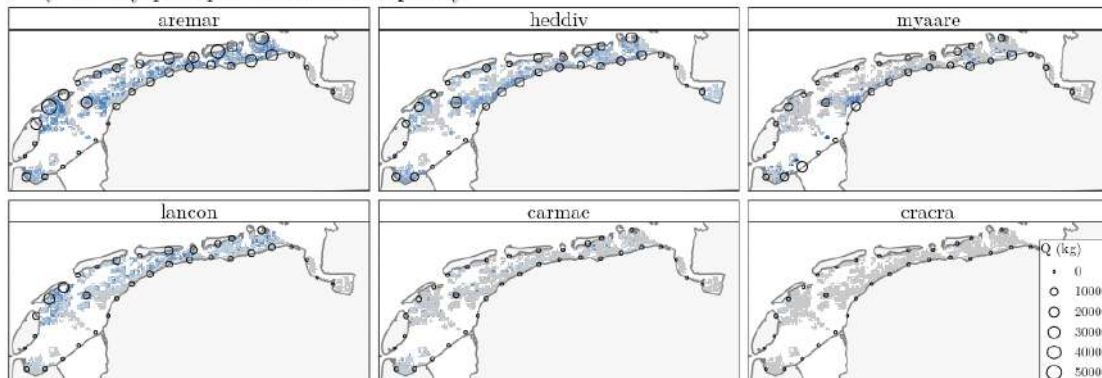 aremar
heddiv
myaare
lancon
carmae
cracra
Q (kg)
0
1000
2000
3000
4000
5000